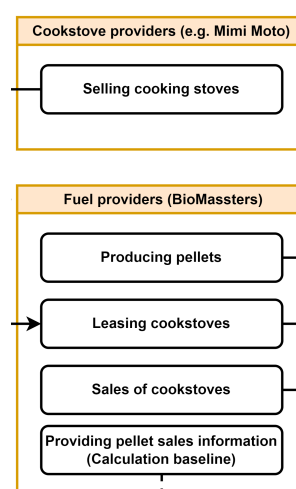 Cookstove providers (e.g. Mimi Moto)
Selling cooking stoves
Fuel providers (BioMassters)
Producing pellets
Leasing cookstoves
Sales of cookstoves
Providing pellet sales information
(Calculation baseline)